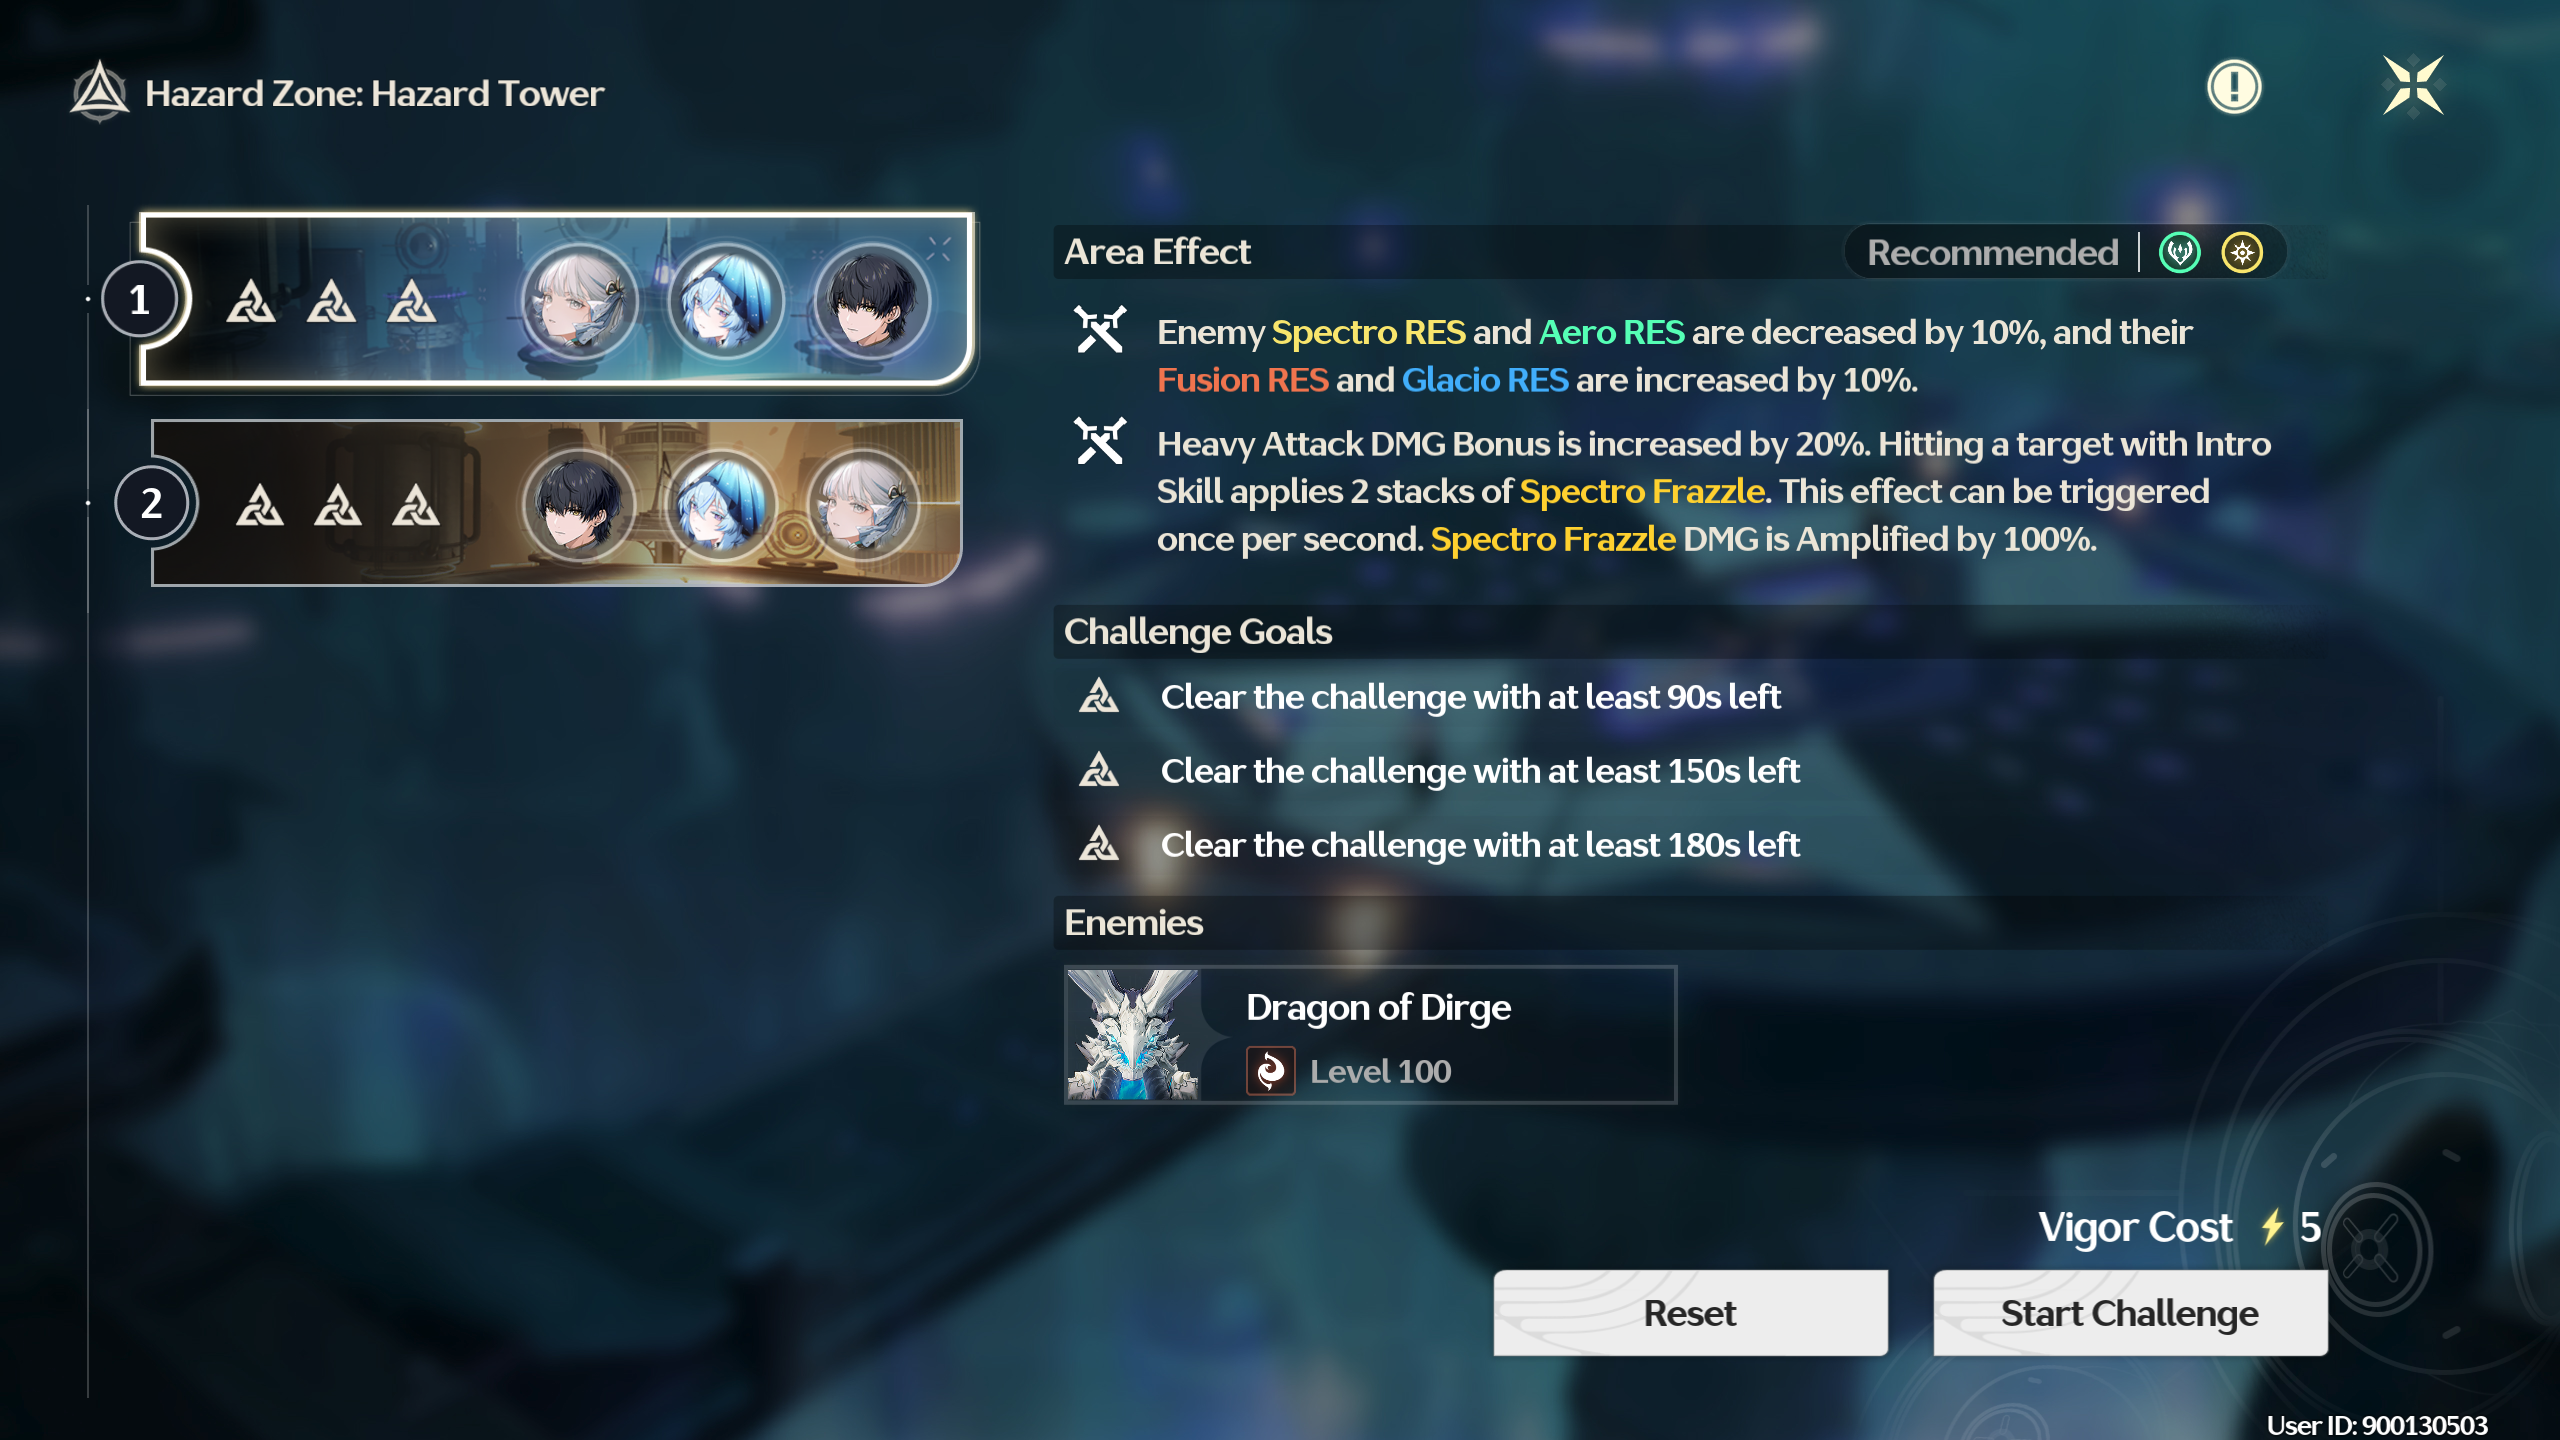 Hazard Zone: Hazard Tower
1
2
Area Effect
Recommended
Enemy Spectro RES and Aero RES are decreased by 10%, and their
Fusion RES and Glacio RES are increased by 10%.
Heavy Attack DMG Bonus is increased by 20%. Hitting a target with Intro
Skill applies 2 stacks of Spectro Frazzle. This effect can be triggered
once per second. Spectro Frazzle DMG is Amplified by 100%.
Challenge Goals
Clear the challenge with at least 90s left
Clear the challenge with at least 150s left
Clear the challenge with at least 180s left
Enemies
Dragon of Dirge
Level 100
Vigor Cost 5
Reset
Start Challenge
User ID: 900130503